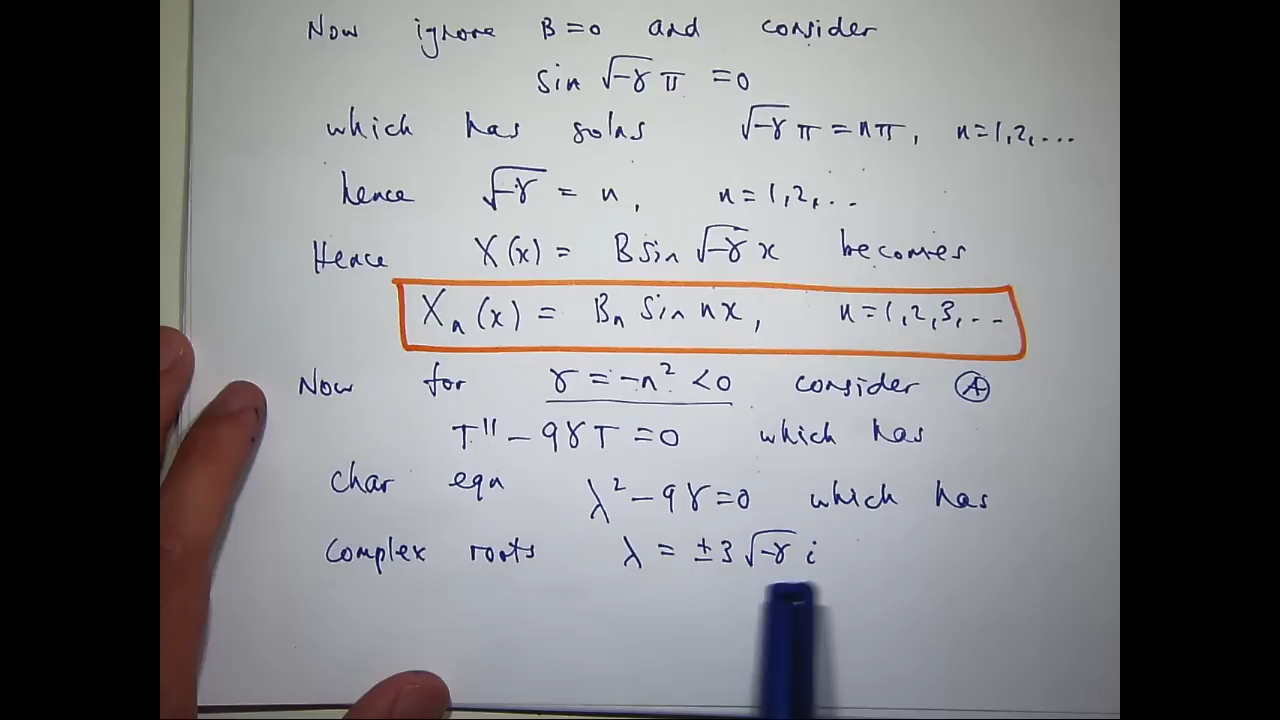 Now ignore B=0 and consider
sin √-γ π = 0
which has solns √-γ π = nπ, n=1,2,...
hence √-γ = n, n=1,2,...
Hence X(x) = B sin √-γ x becomes
Xₙ(x) = Bₙ sin nx, n=1,2,3,...
Now for γ = -n² < 0 consider Ⓐ
T'' - 9γT = 0 which has
char eqn λ² - 9γ = 0 which has
complex roots λ = ±3√-γ i